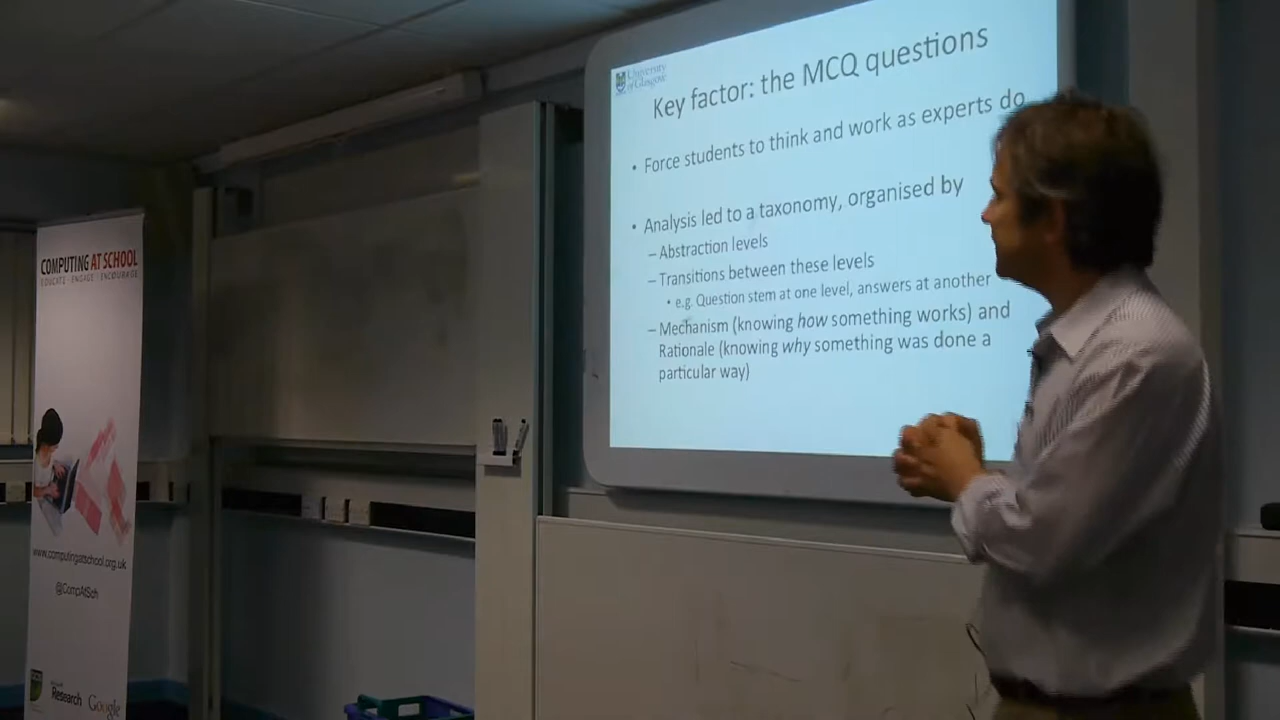 University
of Glasgow
Key factor: the MCQ questions
• Force students to think and work as experts do
• Analysis led to a taxonomy, organised by
– Abstraction levels
– Transitions between these levels
• e.g. Question stem at one level, answers at another
– Mechanism (knowing how something works) and
Rationale (knowing why something was done a
particular way)
COMPUTING AT SCHOOL
EDUCATE · ENGAGE · ENCOURAGE
www.computingatschool.org.uk
@CompAtSch
Research
Google